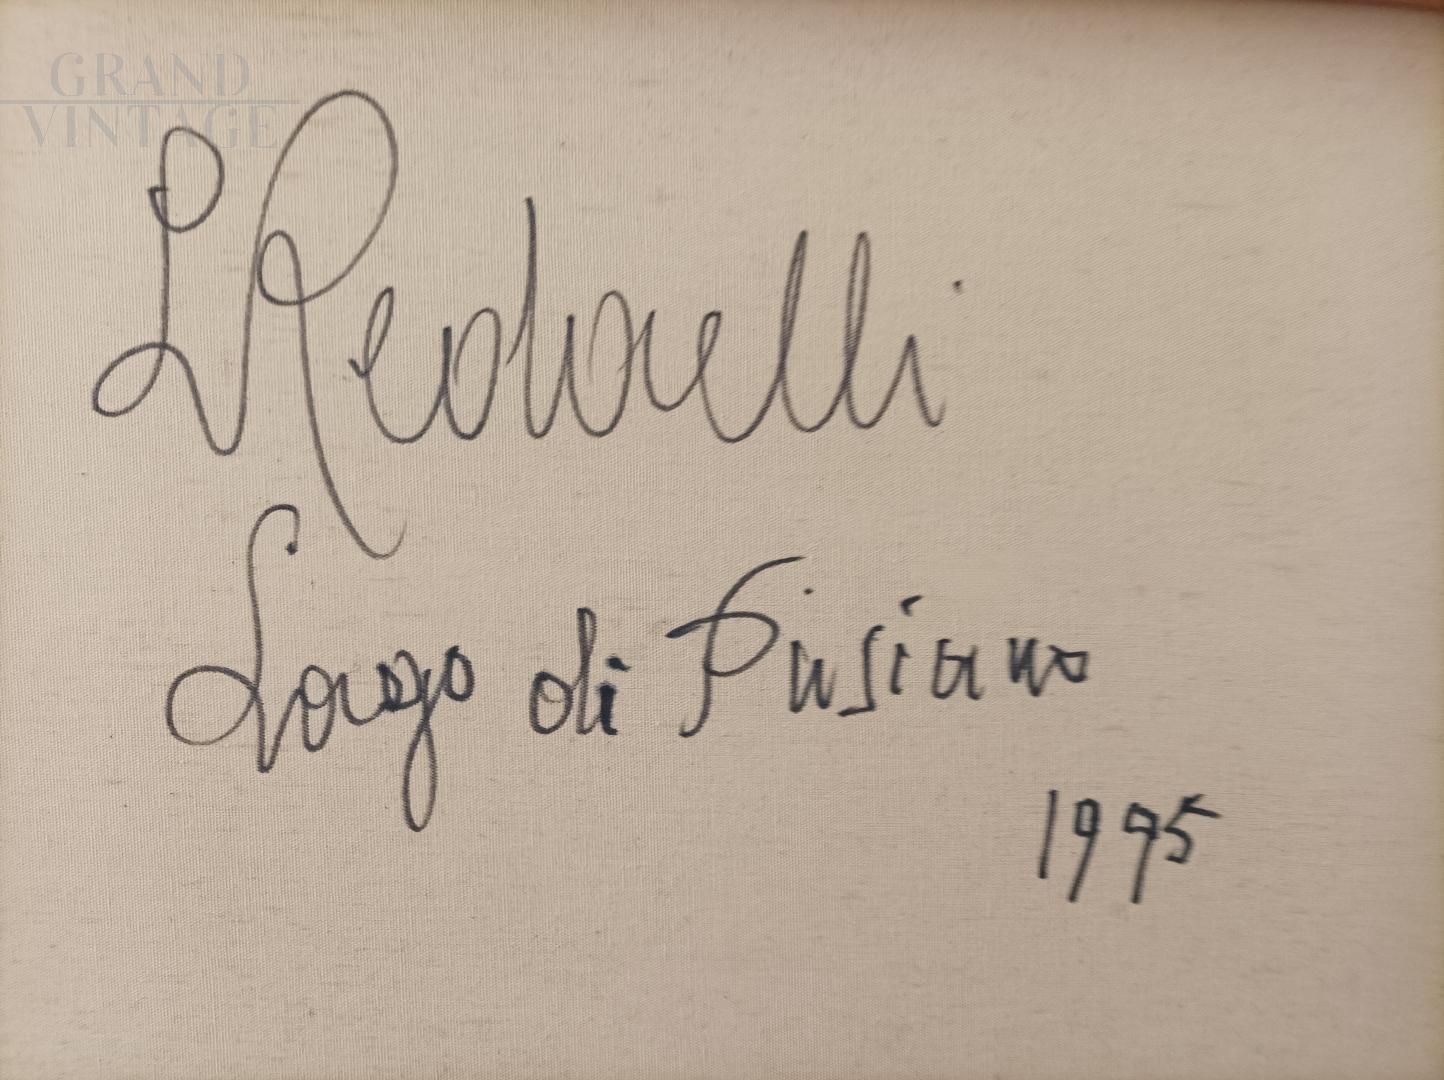 GRAND
VINTAGE
L Redaelli
Lago di Pusiano
1995